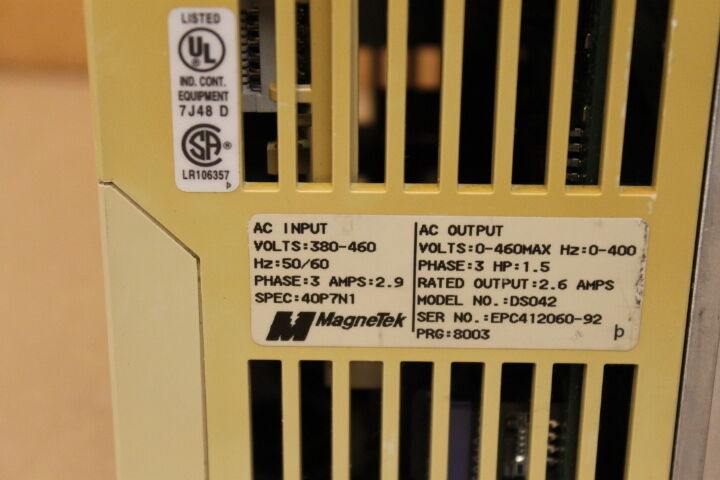 LISTED
UL
®
IND. CONT.
EQUIPMENT
7J48 D
SA®
LR106357
AC INPUT
VOLTS:380-460
Hz:50/60
PHASE:3 AMPS:2.9
SPEC:40P7N1
MagneTek
AC OUTPUT
VOLTS:0-460MAX Hz:0-400
PHASE:3 HP:1.5
RATED OUTPUT:2.6 AMPS
MODEL NO.:DS042
SER NO.:EPC412060-92
PRG:8003